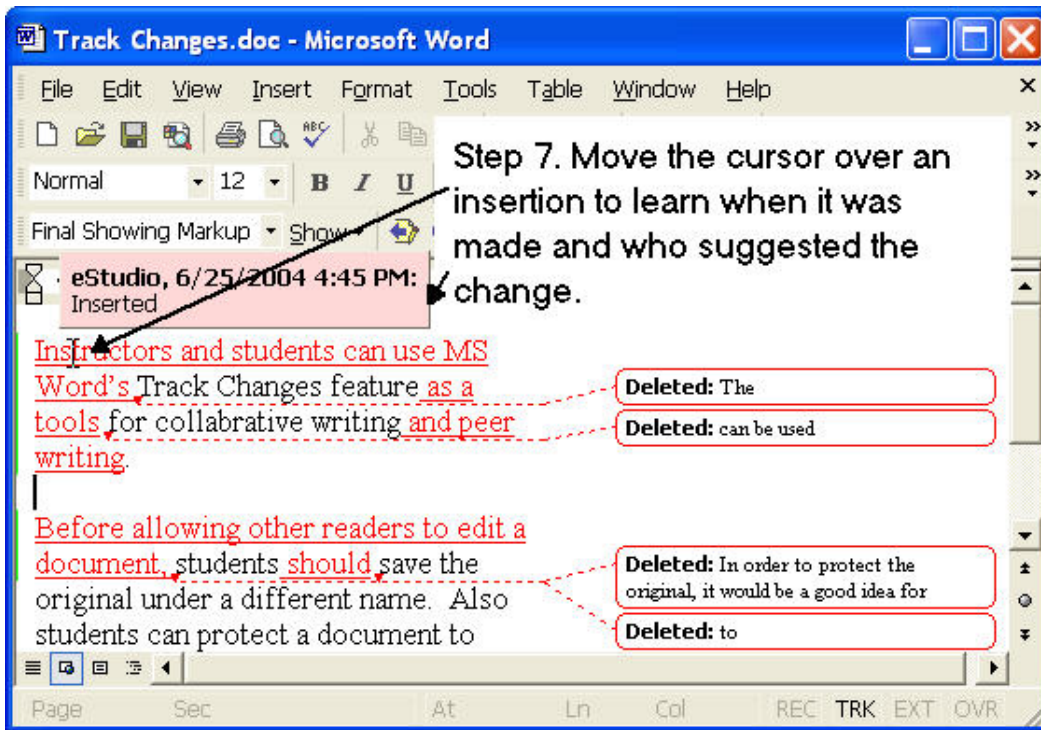 Track Changes.doc - Microsoft Word
File Edit View Insert Format Tools Table Window Help
ABC
Normal 12 B I U
Final Showing Markup Show
Step 7. Move the cursor over an
insertion to learn when it was
made and who suggested the
change.
eStudio, 6/25/2004 4:45 PM:
Inserted
Instructors and students can use MS
Word's Track Changes feature as a
tools for collabrative writing and peer
writing.
Deleted: The
Deleted: can be used
Before allowing other readers to edit a
document, students should save the
original under a different name. Also
students can protect a document to
Deleted: In order to protect the
original, it would be a good idea for
Deleted: to
Page Sec At Ln Col REC TRK EXT OVR